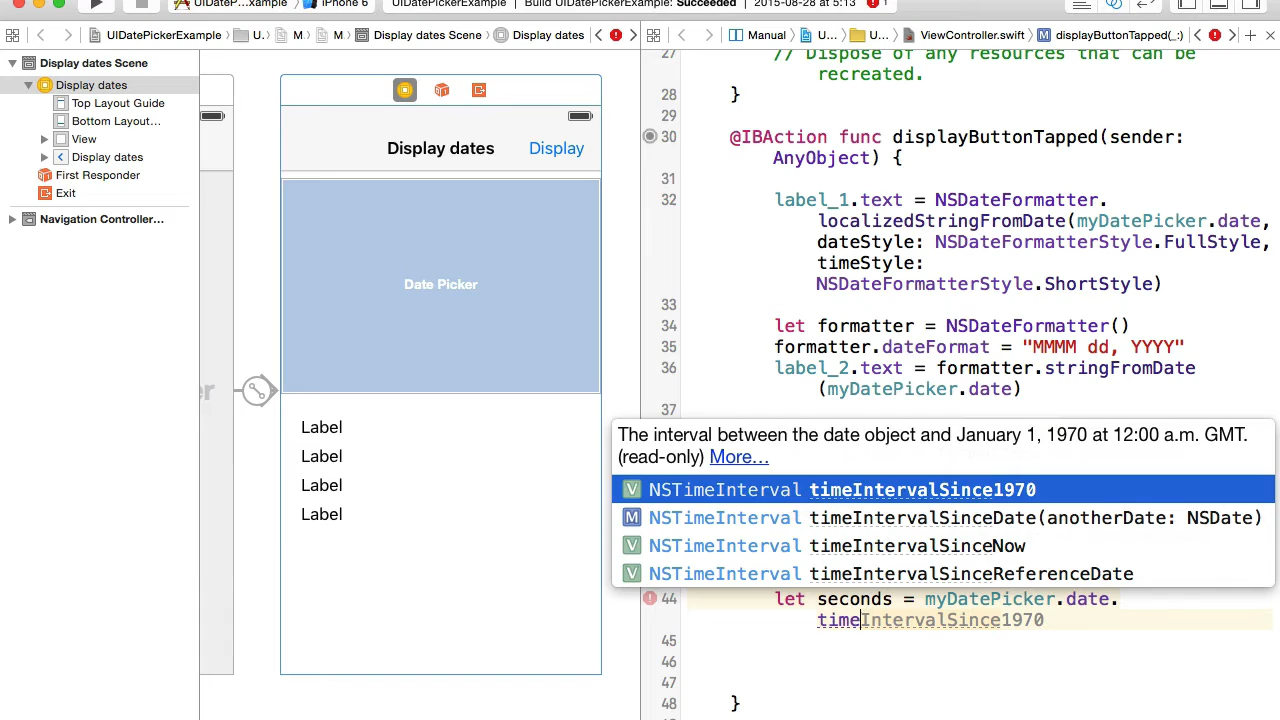 UIDateP...xample
iPhone 6
UIDatePickerExample
Build UIDatePickerExample: Succeeded
2015-08-28 at 5:13
1
UIDatePickerExample
U...
M...
M...
Display dates Scene
Display dates
Manual
U...
U...
ViewController.swift
displayButtonTapped(_:)
Display dates Scene
Display dates
Top Layout Guide
Bottom Layout...
View
Display dates
First Responder
Exit
Navigation Controller...
Display dates
Display
Date Picker
Label
Label
Label
Label
er
27 // Dispose of any resources that can be
recreated.
28 }
29
30 @IBAction func displayButtonTapped(sender:
AnyObject) {
31
32 label_1.text = NSDateFormatter.
localizedStringFromDate(myDatePicker.date,
dateStyle: NSDateFormatterStyle.FullStyle,
timeStyle:
NSDateFormatterStyle.ShortStyle)
33
34 let formatter = NSDateFormatter()
35 formatter.dateFormat = "MMMM dd, YYYY"
36 label_2.text = formatter.stringFromDate
(myDatePicker.date)
37
The interval between the date object and January 1, 1970 at 12:00 a.m. GMT.
(read-only) More...
V NSTimeInterval timeIntervalSince1970
M NSTimeInterval timeIntervalSinceDate(anotherDate: NSDate)
V NSTimeInterval timeIntervalSinceNow
V NSTimeInterval timeIntervalSinceReferenceDate
44 let seconds = myDatePicker.date.
timeIntervalSince1970
45
46
47
48 }